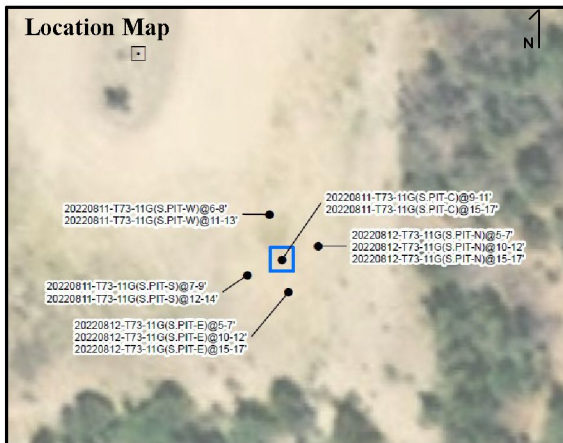 Location Map
N
20220811-T73-11G(S.PIT-W)@6-8'
20220811-T73-11G(S.PIT-W)@11-13'
20220811-T73-11G(S.PIT-C)@9-11'
20220811-T73-11G(S.PIT-C)@15-17'
20220812-T73-11G(S.PIT-N)@5-7'
20220812-T73-11G(S.PIT-N)@10-12'
20220812-T73-11G(S.PIT-N)@15-17'
20220811-T73-11G(S.PIT-S)@7-9'
20220811-T73-11G(S.PIT-S)@12-14'
20220812-T73-11G(S.PIT-E)@5-7'
20220812-T73-11G(S.PIT-E)@10-12'
20220812-T73-11G(S.PIT-E)@15-17'